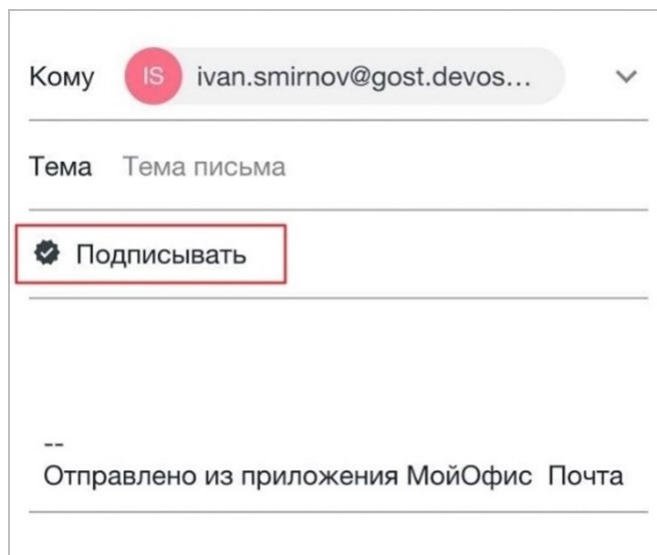 Кому IS ivan.smirnov@gost.devos...
Тема Тема письма
Подписывать
--
Отправлено из приложения МойОфис Почта